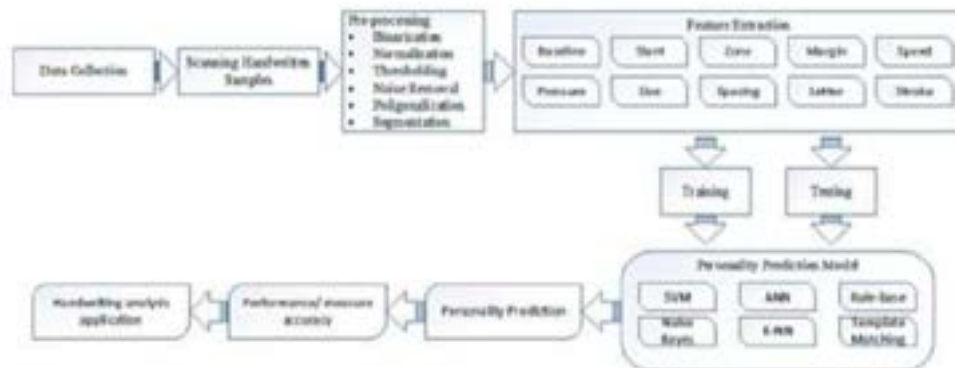 Data Collection
Scanning Handwritten
Samples
Pre-processing
• Binarization
• Normalization
• Thresholding
• Noise Removal
• Poligonalization
• Segmentation
Feature Extraction
Baseline Slant Zone Margin Speed
Pressure Size Spacing Letter Stroke
Training
Testing
Personality Prediction Model
SVM ANN Rule-base
Naive
Bayes
K-NN
Template
Matching
Personality Prediction
Performance/ measure
accuracy
Handwriting analysis
application